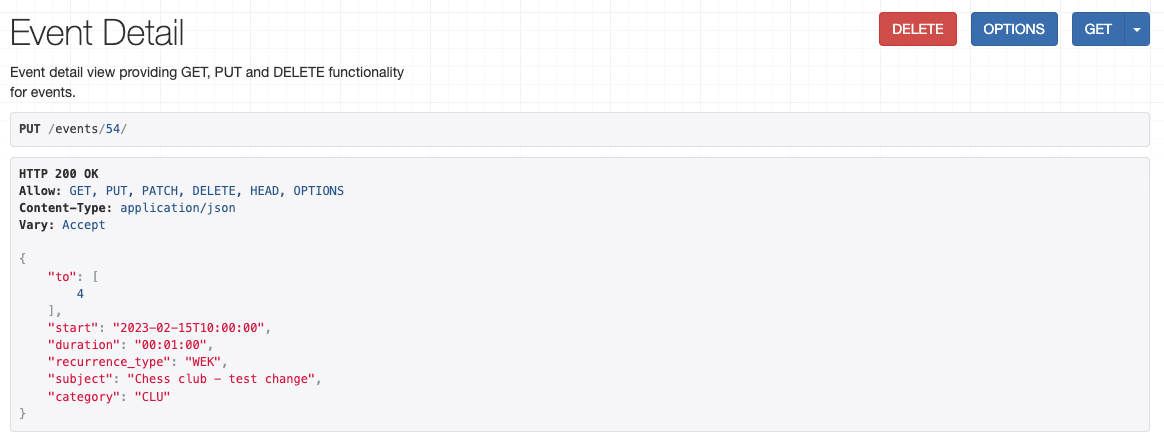 Event Detail
DELETE
OPTIONS
GET
Event detail view providing GET, PUT and DELETE functionality
for events.
PUT /events/54/
HTTP 200 OK
Allow: GET, PUT, PATCH, DELETE, HEAD, OPTIONS
Content-Type: application/json
Vary: Accept
{
    "to": [
        4
    ],
    "start": "2023-02-15T10:00:00",
    "duration": "00:01:00",
    "recurrence_type": "WEK",
    "subject": "Chess club - test change",
    "category": "CLU"
}